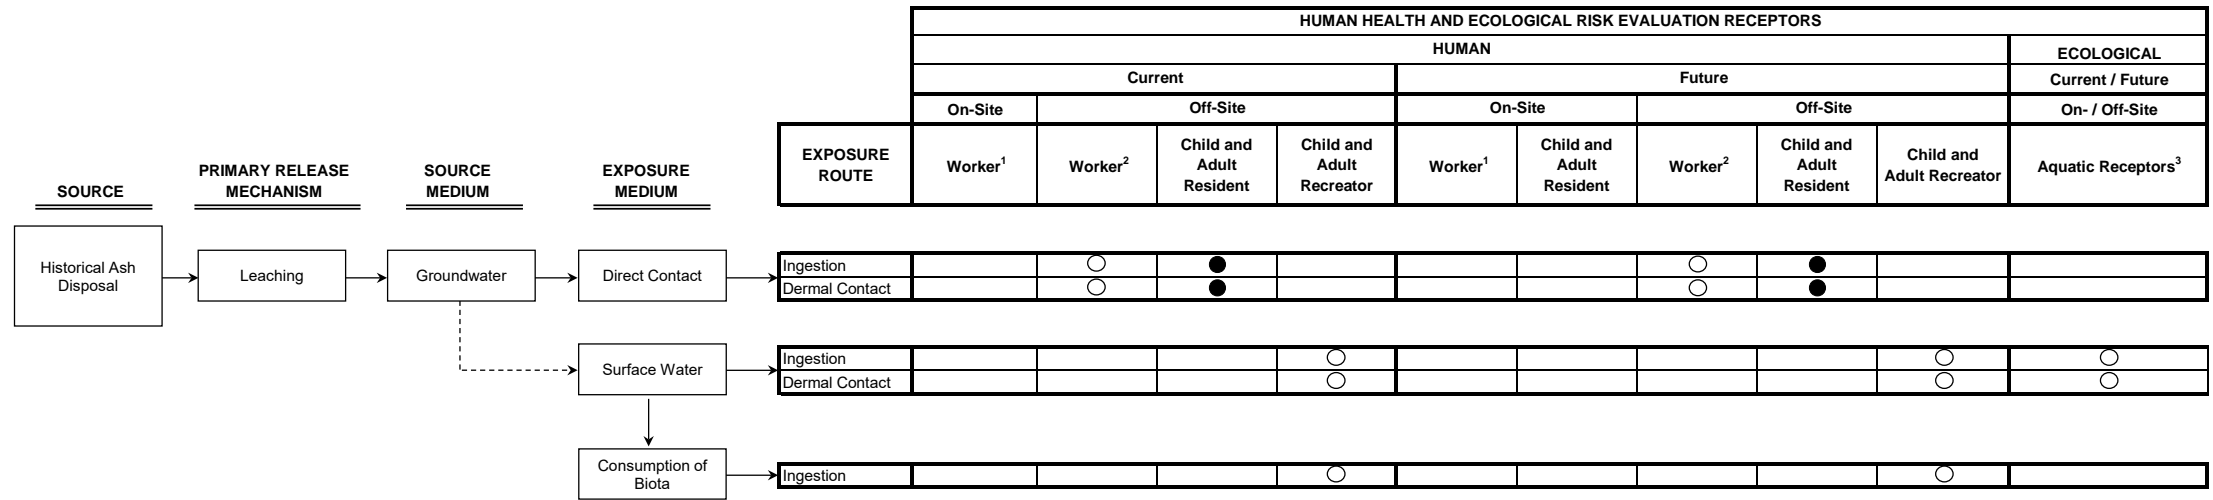 HUMAN HEALTH AND ECOLOGICAL RISK EVALUATION RECEPTORS
HUMAN
ECOLOGICAL
Current
Future
Current / Future
On-Site
Off-Site
On-Site
Off-Site
On- / Off-Site
SOURCE
PRIMARY RELEASE
MECHANISM
SOURCE
MEDIUM
EXPOSURE
MEDIUM
EXPOSURE
ROUTE
Worker1
Worker2
Child and
Adult
Resident
Child and
Adult
Recreator
Worker1
Child and
Adult
Resident
Worker2
Child and
Adult
Resident
Child and
Adult Recreator
Aquatic Receptors3
Historical Ash
Disposal
Leaching
Groundwater
Direct Contact
Ingestion
Dermal Contact
Surface Water
Ingestion
Dermal Contact
Consumption of
Biota
Ingestion